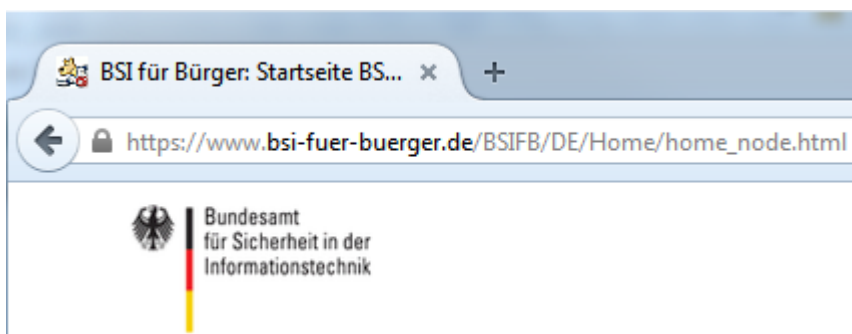 BSI für Bürger: Startseite BS...
https://www.bsi-fuer-buerger.de/BSIFB/DE/Home/home_node.html
Bundesamt
für Sicherheit in der
Informationstechnik